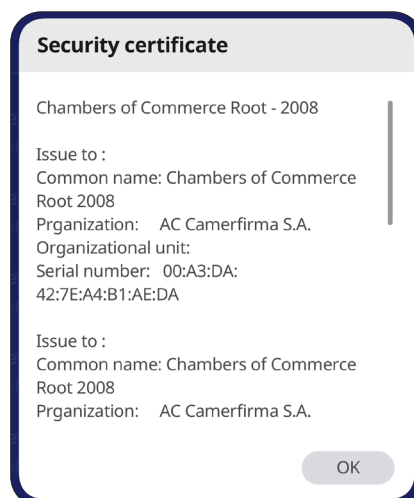 Security certificate
Chambers of Commerce Root - 2008
Issue to :
Common name: Chambers of Commerce
Root 2008
Prganization: AC Camerfirma S.A.
Organizational unit:
Serial number: 00:A3:DA:
42:7E:A4:B1:AE:DA
Issue to :
Common name: Chambers of Commerce
Root 2008
Prganization: AC Camerfirma S.A.
OK